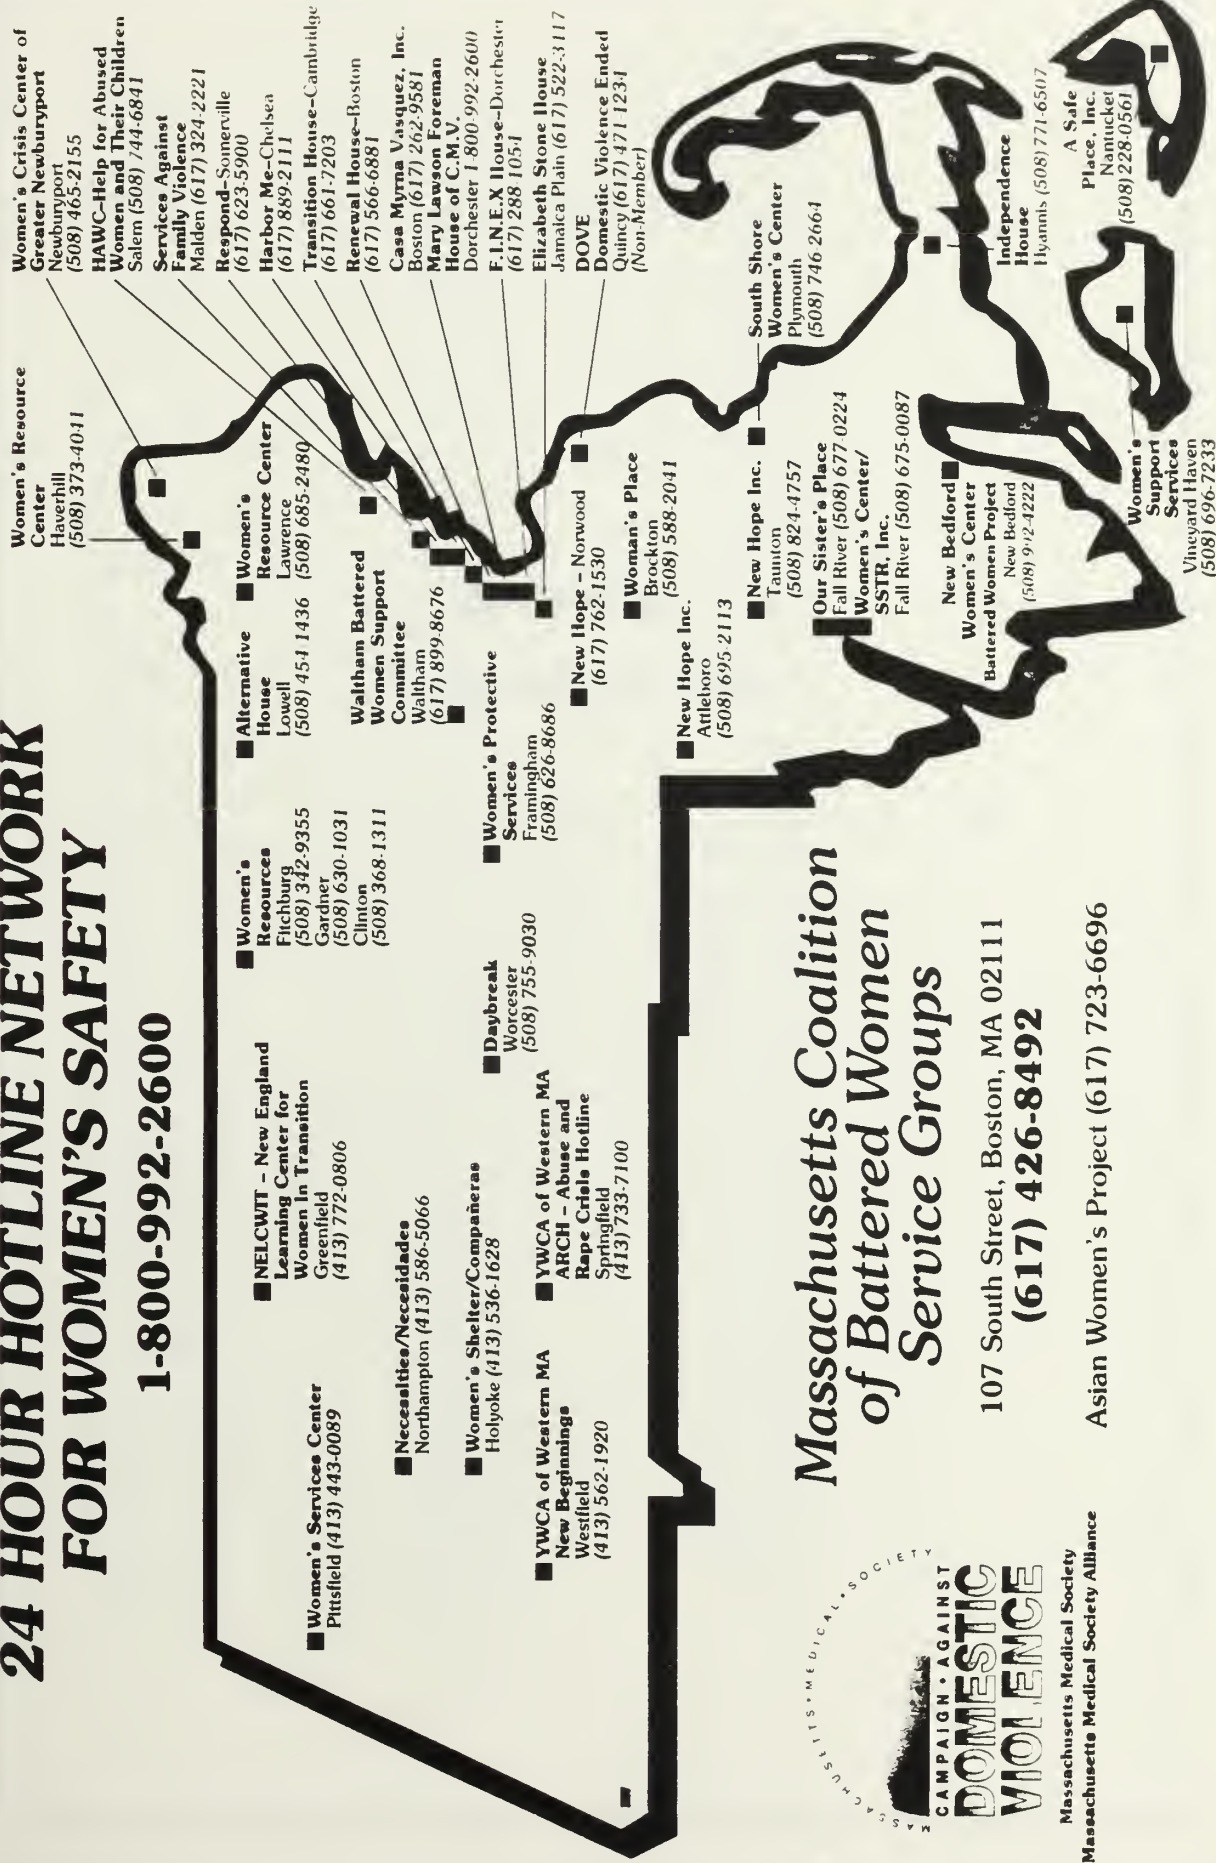 24 HOUR HOTLINE NETWORK
FOR WOMEN'S SAFETY
1-800-992-2600
Women's Resource
Center
Haverhill
(508) 373-4041
Women's Crisis Center of
Greater Newburyport
Newburyport
(508) 465-2155
HAWC-Help for Abused
Women and Their Children
Salem (508) 744-6841
Services Against
Family Violence
Malden (617) 324-2221
Respond-Somerville
(617) 623-5900
Harbor Me-Chelsea
(617) 889-2111
Transition House-Cambridge
(617) 661-7203
Renewal House-Boston
(617) 566-6881
Casa Myrna Vasquez, Inc.
Boston (617) 262-9581
Mary Lawson Foreman
House of C.M.V.
Dorchester 1-800-992-2600
F.I.N.E.X House-Dorchester
(617) 288-1054
Elizabeth Stone House
Jamaica Plain (617) 522-3417
DOVE
Domestic Violence Ended
Quincy (617) 471-1234
(Non-Member)
Women's Services Center
Pittsfield (413) 443-0089
NELCWIT – New England
Learning Center for
Women in Transition
Greenfield
(413) 772-0806
Women's
Resources
Fitchburg
(508) 342-9355
Gardner
(508) 630-1031
Clinton
(508) 368-1311
Alternative
House
Lowell
(508) 454-1436
Women's
Resource Center
Lawrence
(508) 685-2480
Waltham Battered
Women Support
Committee
Waltham
(617) 899-8676
Necessities/Necesidades
Northampton (413) 586-5066
Women's Shelter/Compañeras
Holyoke (413) 536-1628
Daybreak
Worcester
(508) 755-9030
Women's Protective
Services
Framingham
(508) 626-8686
YWCA of Western MA
New Beginnings
Westfield
(413) 562-1920
YWCA of Western MA
ARCH – Abuse and
Rape Crisis Hotline
Springfield
(413) 733-7100
New Hope – Norwood
(617) 762-1530
Woman's Place
Brockton
(508) 588-2041
New Hope Inc.
Attleboro
(508) 695-2113
New Hope Inc.
Taunton
(508) 824-4757
South Shore
Women's Center
Plymouth
(508) 746-2664
Our Sister's Place
Fall River (508) 677-0224
Women's Center/
SSTR, Inc.
Fall River (508) 675-0087
New Bedford
Women's Center
Battered Women Project
New Bedford
(508) 992-4222
Independence
House
Hyannis (508) 771-6507
A Safe
Place, Inc.
Nantucket
(508) 228-0561
Women's
Support
Services
Vineyard Haven
(508) 696-7233
Massachusetts Coalition
of Battered Women
Service Groups
107 South Street, Boston, MA 02111
(617) 426-8492
Asian Women's Project (617) 723-6696
MASSACHUSETTS • MEDICAL • SOCIETY
CAMPAIGN • AGAINST
DOMESTIC
VIOLENCE
Massachusetts Medical Society
Massachusetts Medical Society Alliance